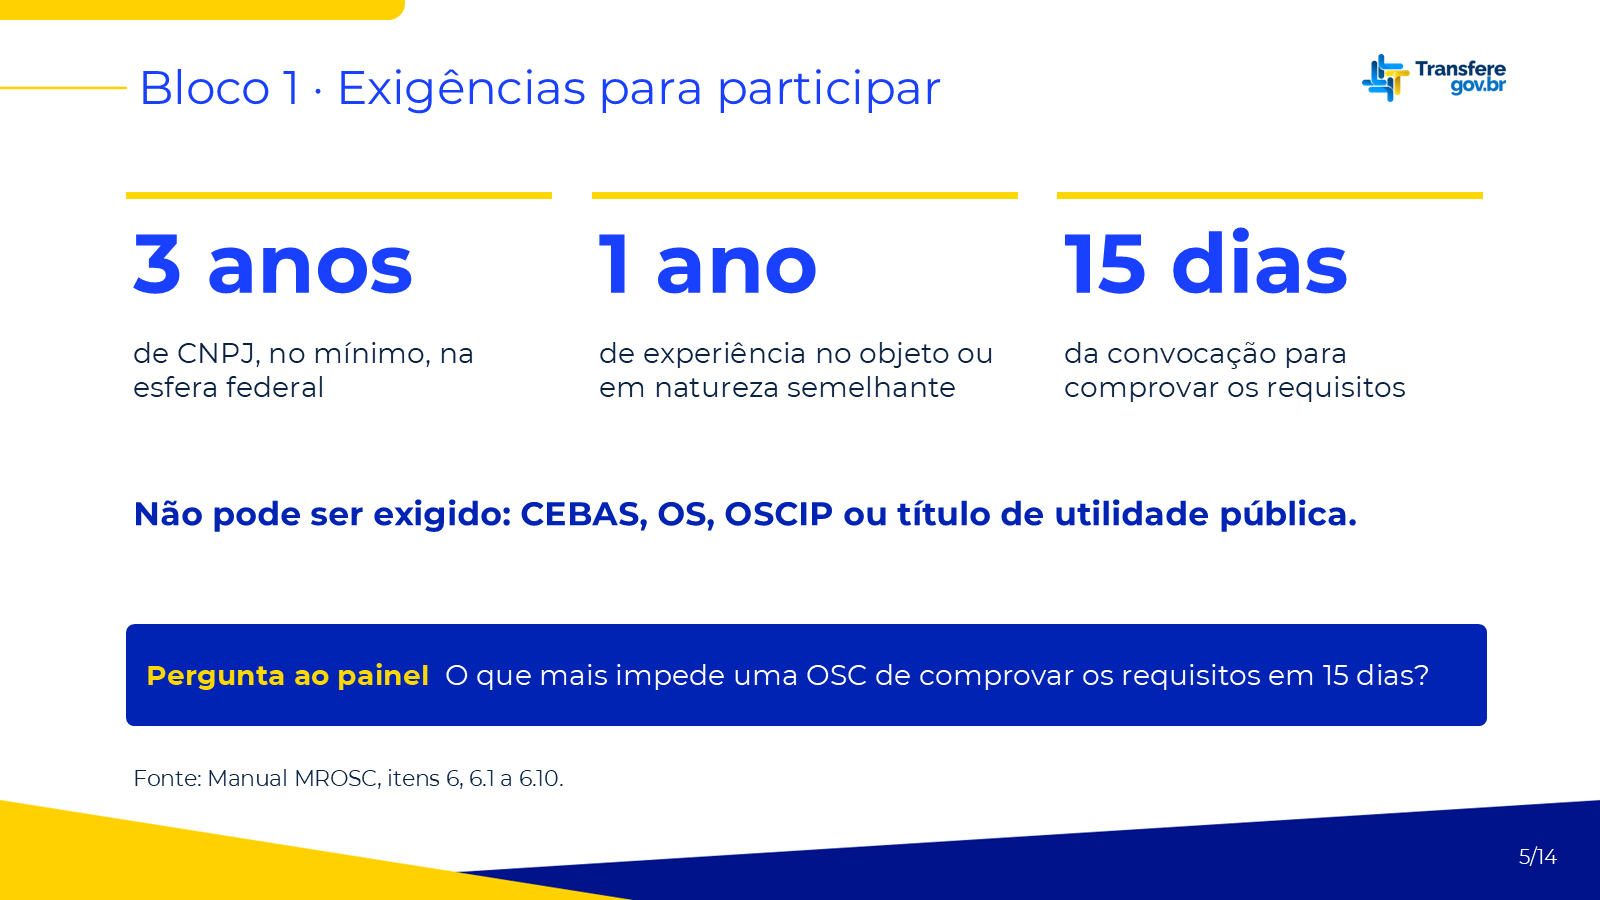 Bloco 1 · Exigências para participar
Transfere
gov.br
3 anos
de CNPJ, no mínimo, na
esfera federal
1 ano
de experiência no objeto ou
em natureza semelhante
15 dias
da convocação para
comprovar os requisitos
Não pode ser exigido: CEBAS, OS, OSCIP ou título de utilidade pública.
Pergunta ao painel O que mais impede uma OSC de comprovar os requisitos em 15 dias?
Fonte: Manual MROSC, itens 6, 6.1 a 6.10.
5/14